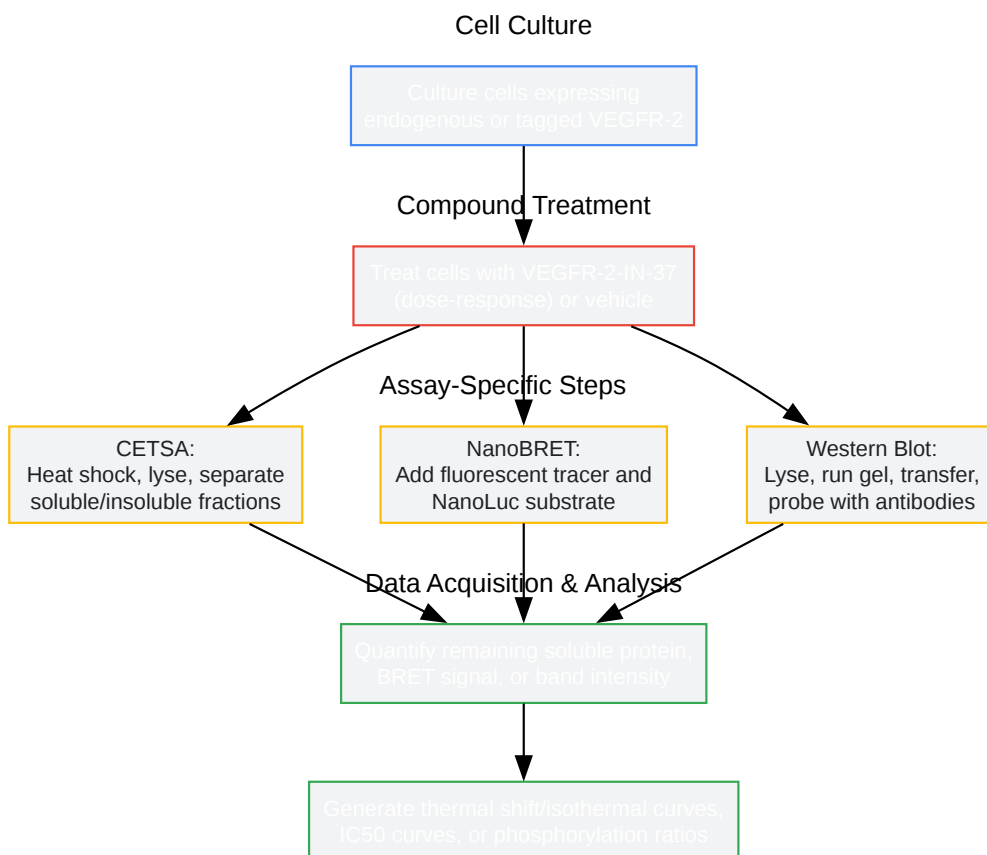 Cell Culture
Culture cells expressing
endogenous or tagged VEGFR-2
Compound Treatment
Treat cells with VEGFR-2-IN-37
(dose-response) or vehicle
Assay-Specific Steps
CETSA:
Heat shock, lyse, separate
soluble/insoluble fractions
NanoBRET:
Add fluorescent tracer and
NanoLuc substrate
Western Blot:
Lyse, run gel, transfer,
probe with antibodies
Data Acquisition & Analysis
Quantify remaining soluble protein,
BRET signal, or band intensity
Generate thermal shift/isothermal curves,
IC50 curves, or phosphorylation ratios